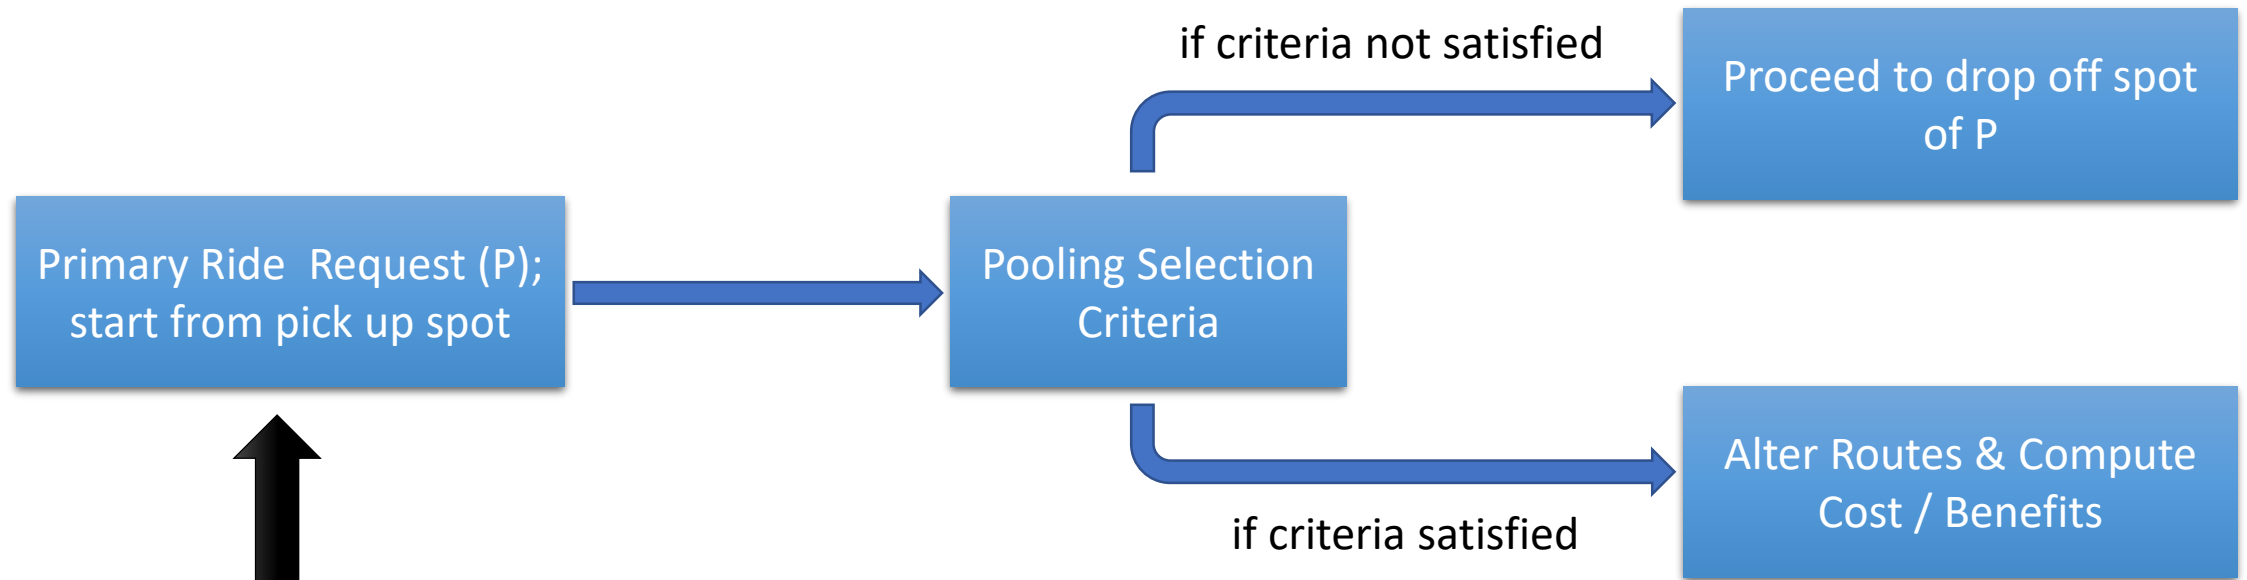 if criteria not satisfied
Proceed to drop off spot
of P
Primary Ride  Request (P);
start from pick up spot
Pooling Selection
Criteria
Alter Routes & Compute
Cost / Benefits
if criteria satisfied